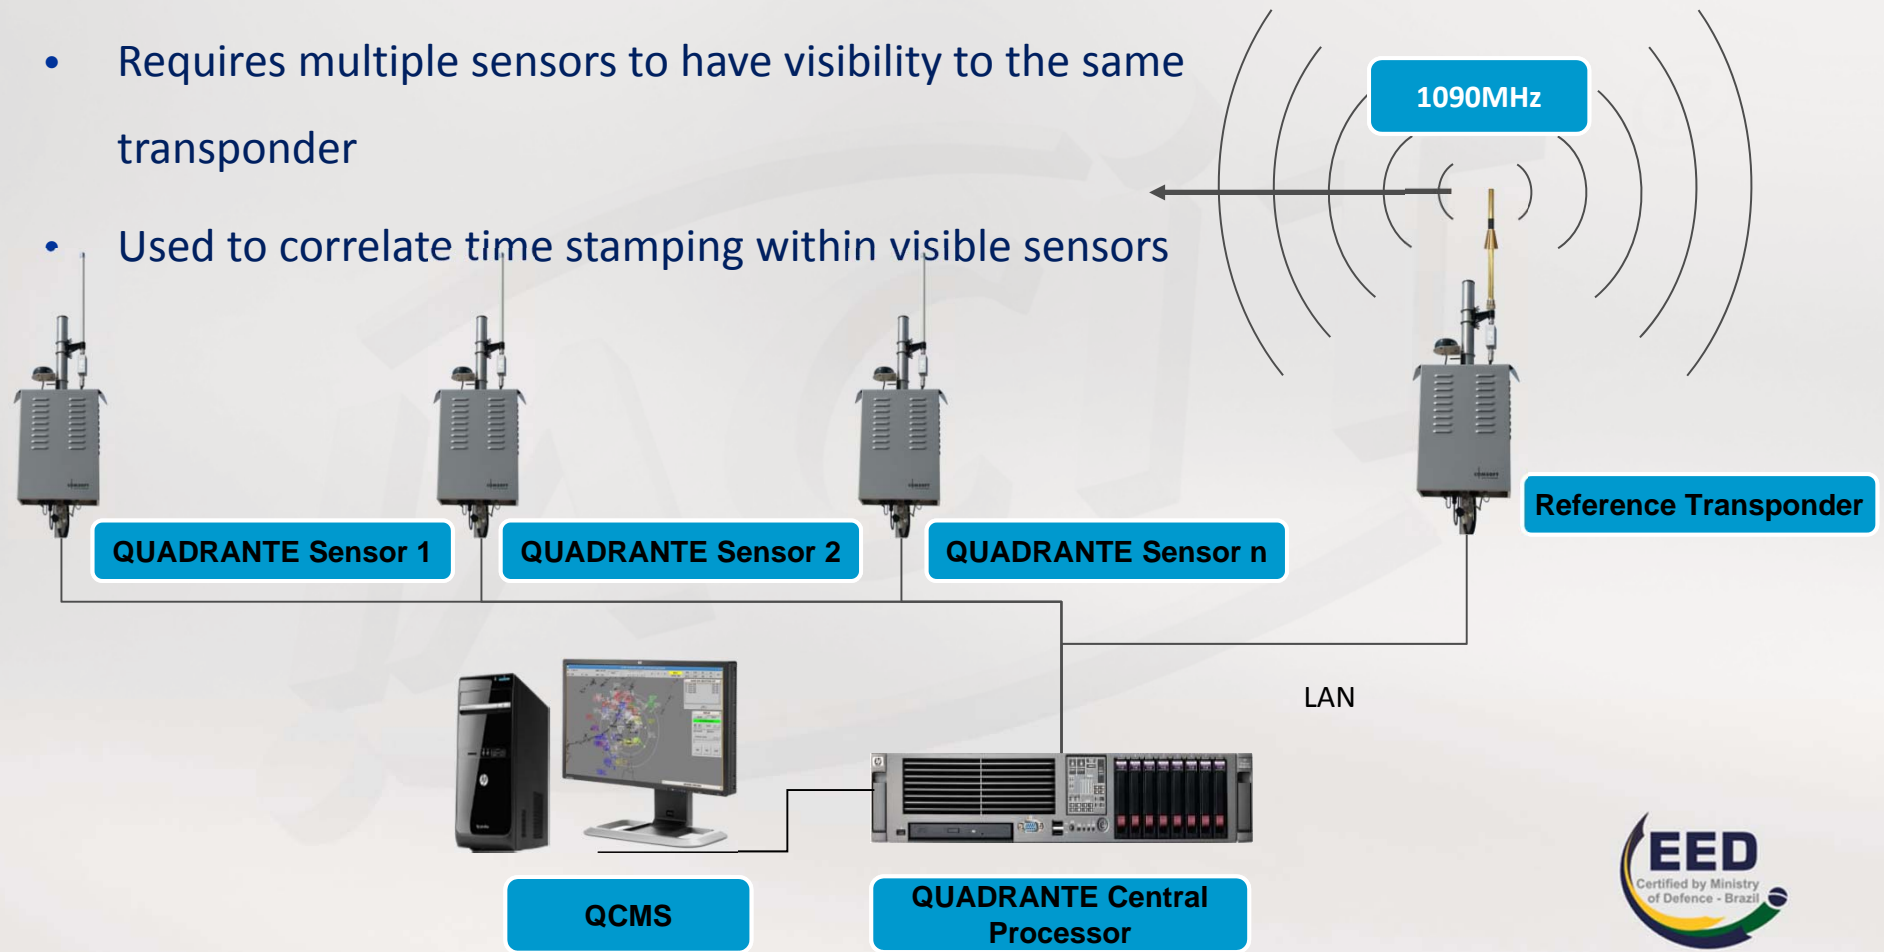 • Requires multiple sensors to have visibility to the same
transponder
• Used to correlate time stamping within visible sensors
1090MHz
Reference Transponder
QUADRANTE Sensor 1
QUADRANTE Sensor 2
QUADRANTE Sensor n
LAN
QCMS
QUADRANTE Central
Processor
EED
Certified by Ministry
of Defence - Brazil